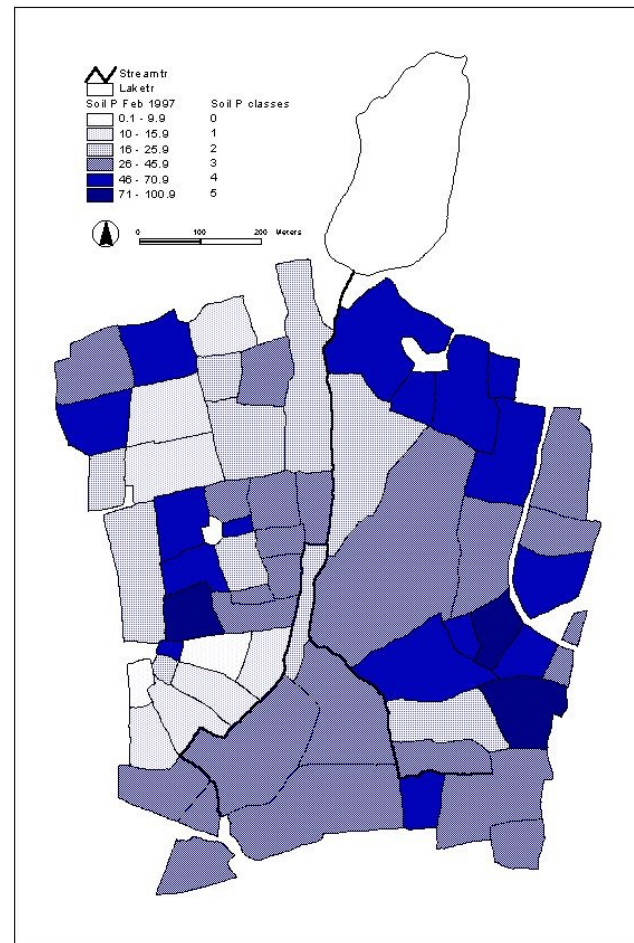 Streamtr
Laketr
Soil P Feb 1997 Soil P classes
0.1 - 9.9 0
10 - 15.9 1
16 - 25.9 2
26 - 45.9 3
46 - 70.9 4
71 - 100.9 5
0 100 200 Meters